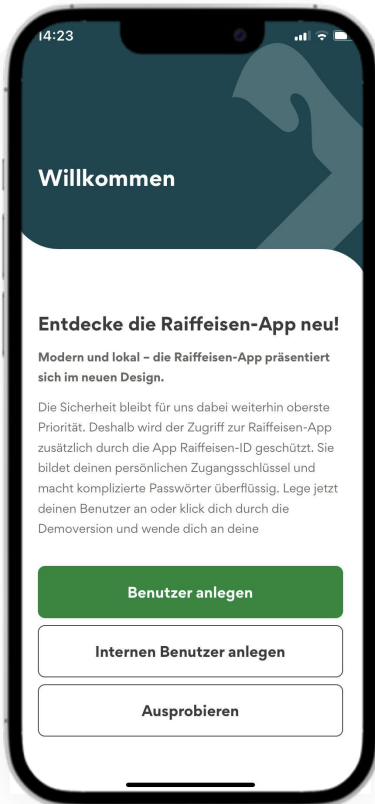 14:23
Willkommen
Entdecke die Raiffeisen-App neu!
Modern und lokal – die Raiffeisen-App präsentiert
sich im neuen Design.
Die Sicherheit bleibt für uns dabei weiterhin oberste
Priorität. Deshalb wird der Zugriff zur Raiffeisen-App
zusätzlich durch die App Raiffeisen-ID geschützt. Sie
bildet deinen persönlichen Zugangsschlüssel und
macht komplizierte Passwörter überflüssig. Lege jetzt
deinen Benutzer an oder klick dich durch die
Demoversion und wende dich an deine
Benutzer anlegen
Internen Benutzer anlegen
Ausprobieren